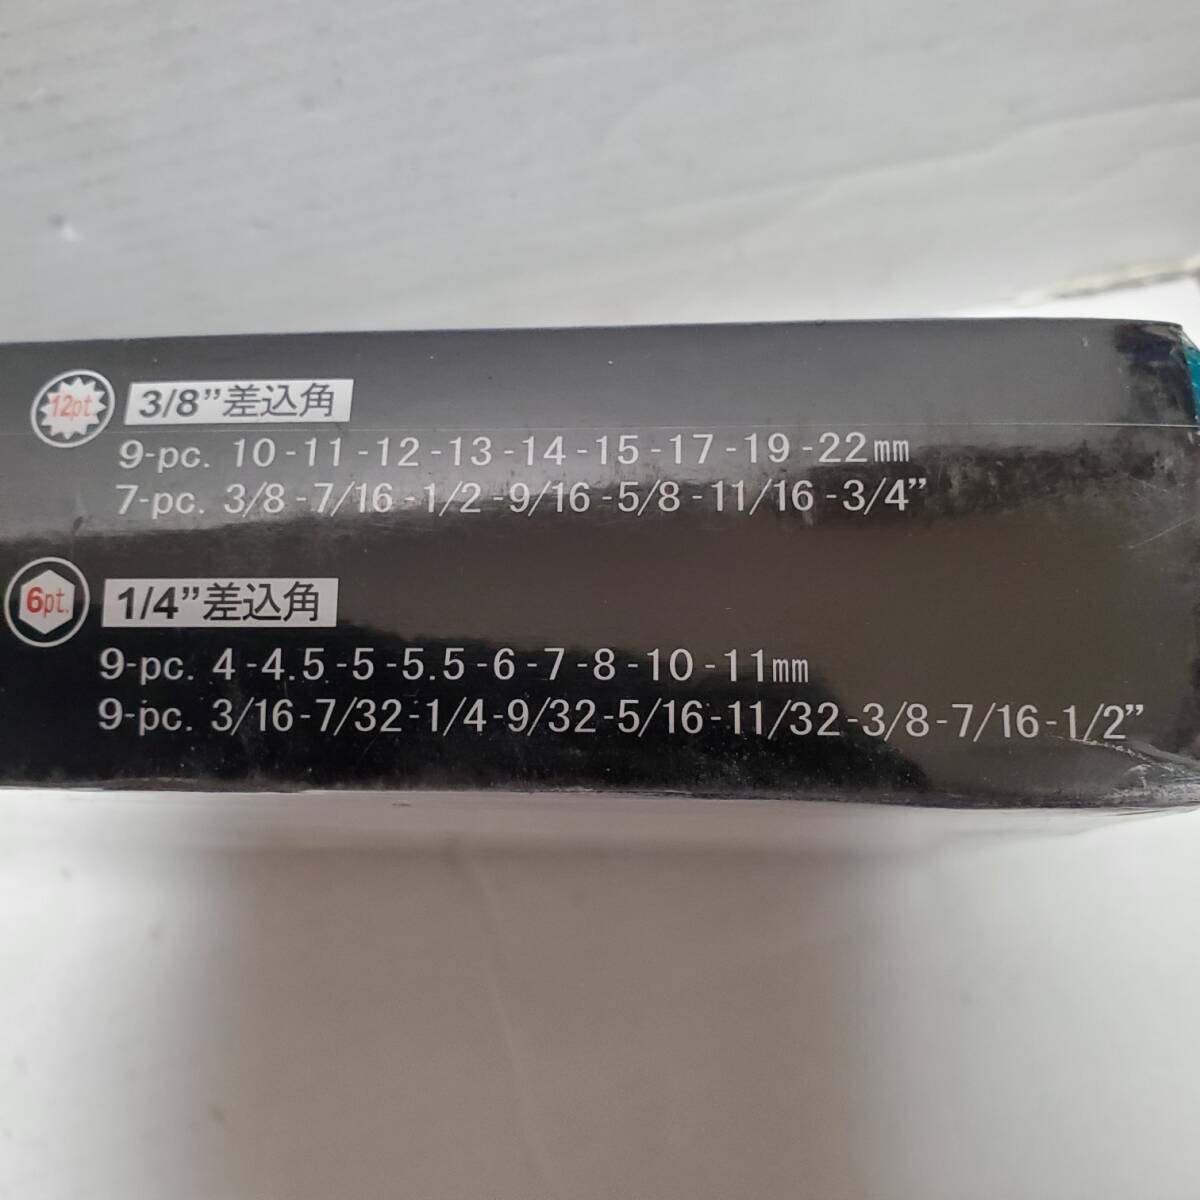 12pt. 3/8”差込角
9-pc. 10-11-12-13-14-15-17-19-22mm
7-pc. 3/8-7/16-1/2-9/16-5/8-11/16-3/4”
6pt. 1/4”差込角
9-pc. 4-4.5-5-5.5-6-7-8-10-11mm
9-pc. 3/16-7/32-1/4-9/32-5/16-11/32-3/8-7/16-1/2”